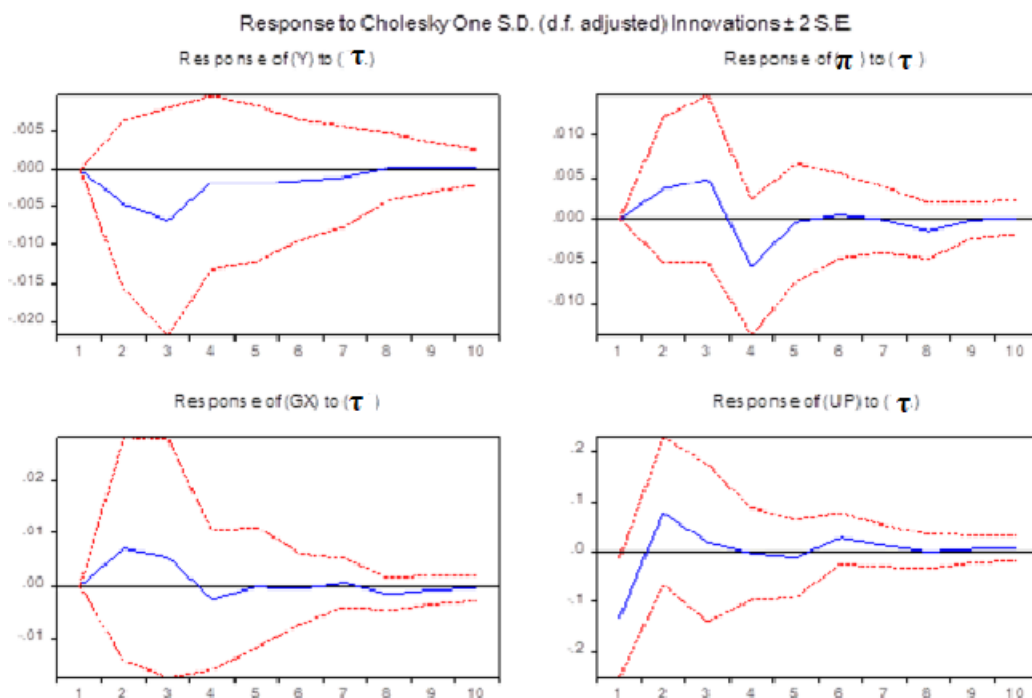 Response to Cholesky One S.D. (d.f. adjusted) Innovations ± 2 S.E.
Response of (Y) to ( τ.)
Response of (π ) to ( τ )
.005
.000
-.005
-.010
-.015
-.020
1 2 3 4 5 6 7 8 9 10
.010
.005
.000
-.005
-.010
1 2 3 4 5 6 7 8 9 10
Response of (GX) to (τ )
Response of (UP) to ( τ.)
.02
.01
.00
-.01
1 2 3 4 5 6 7 8 9 10
.2
.1
.0
-.1
-.2
1 2 3 4 5 6 7 8 9 10